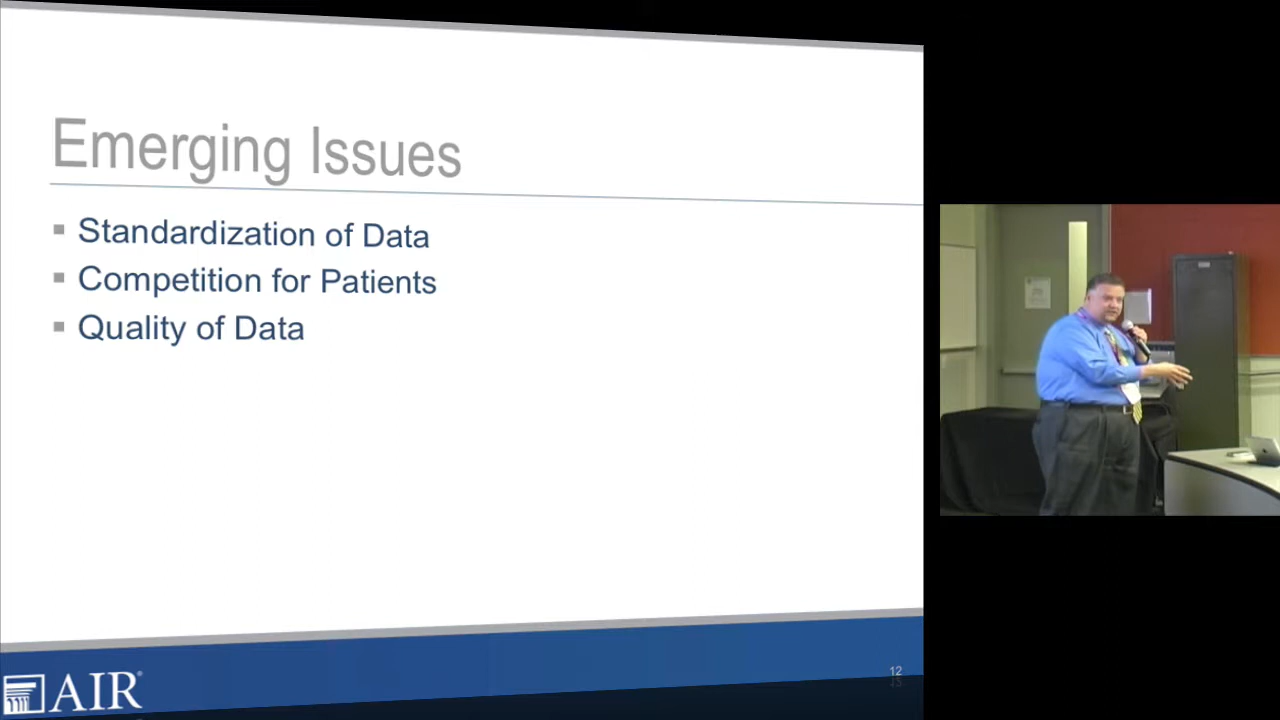 Emerging Issues
Standardization of Data
Competition for Patients
Quality of Data
AIR®
12